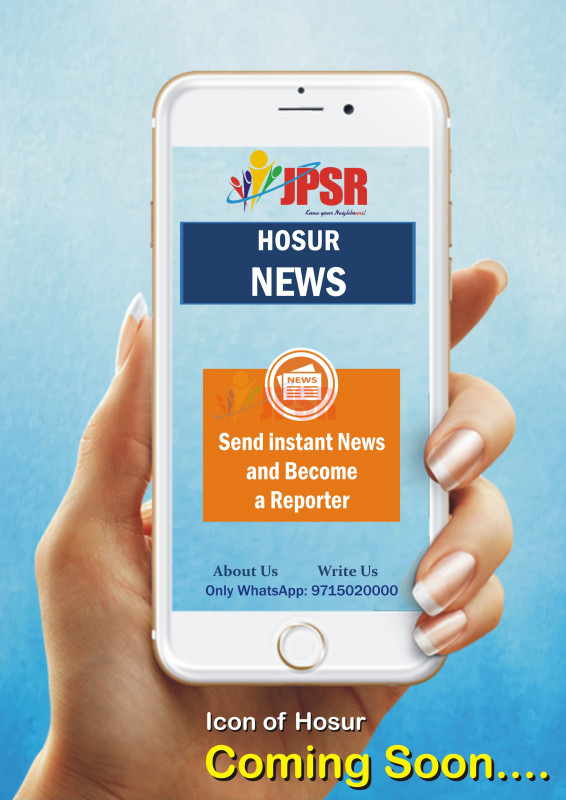 JPSR
Know your Neighbours!
HOSUR
NEWS
NEWS
JPSR
Send instant News
and Become
a Reporter
About Us Write Us
Only WhatsApp: 9715020000
Icon of Hosur
Coming Soon....